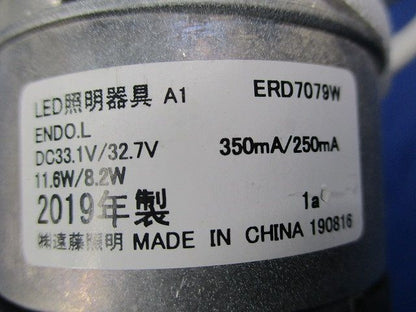 LED照明器具 A1 ERD7079W
ENDO.L
DC33.1V/32.7V 350mA/250mA
11.6W/8.2W
2019年製 1a
㈱遠藤照明 MADE IN CHINA 190816